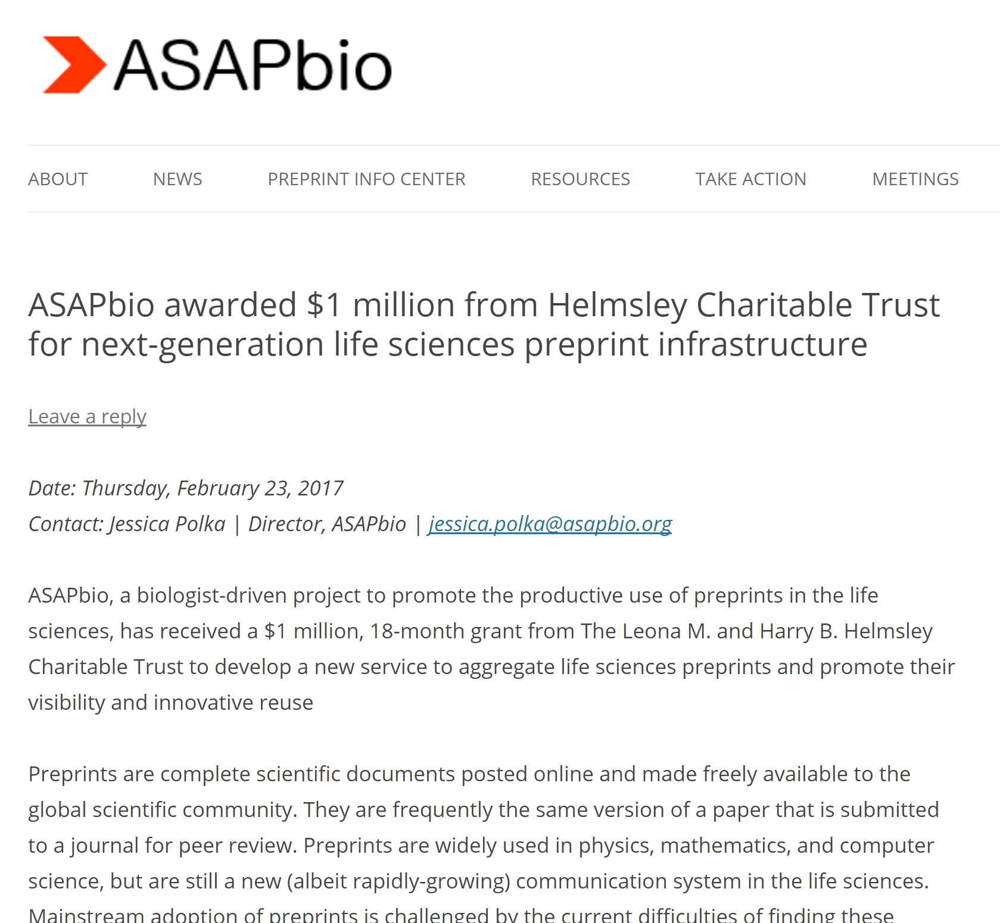 ASAPbio
ABOUT NEWS PREPRINT INFO CENTER RESOURCES TAKE ACTION MEETINGS
ASAPbio awarded $1 million from Helmsley Charitable Trust
for next-generation life sciences preprint infrastructure
Leave a reply
Date: Thursday, February 23, 2017
Contact: Jessica Polka | Director, ASAPbio | jessica.polka@asapbio.org
ASAPbio, a biologist-driven project to promote the productive use of preprints in the life
sciences, has received a $1 million, 18-month grant from The Leona M. and Harry B. Helmsley
Charitable Trust to develop a new service to aggregate life sciences preprints and promote their
visibility and innovative reuse
Preprints are complete scientific documents posted online and made freely available to the
global scientific community. They are frequently the same version of a paper that is submitted
to a journal for peer review. Preprints are widely used in physics, mathematics, and computer
science, but are still a new (albeit rapidly-growing) communication system in the life sciences.
Mainstream adoption of preprints is challenged by the current difficulties of finding these